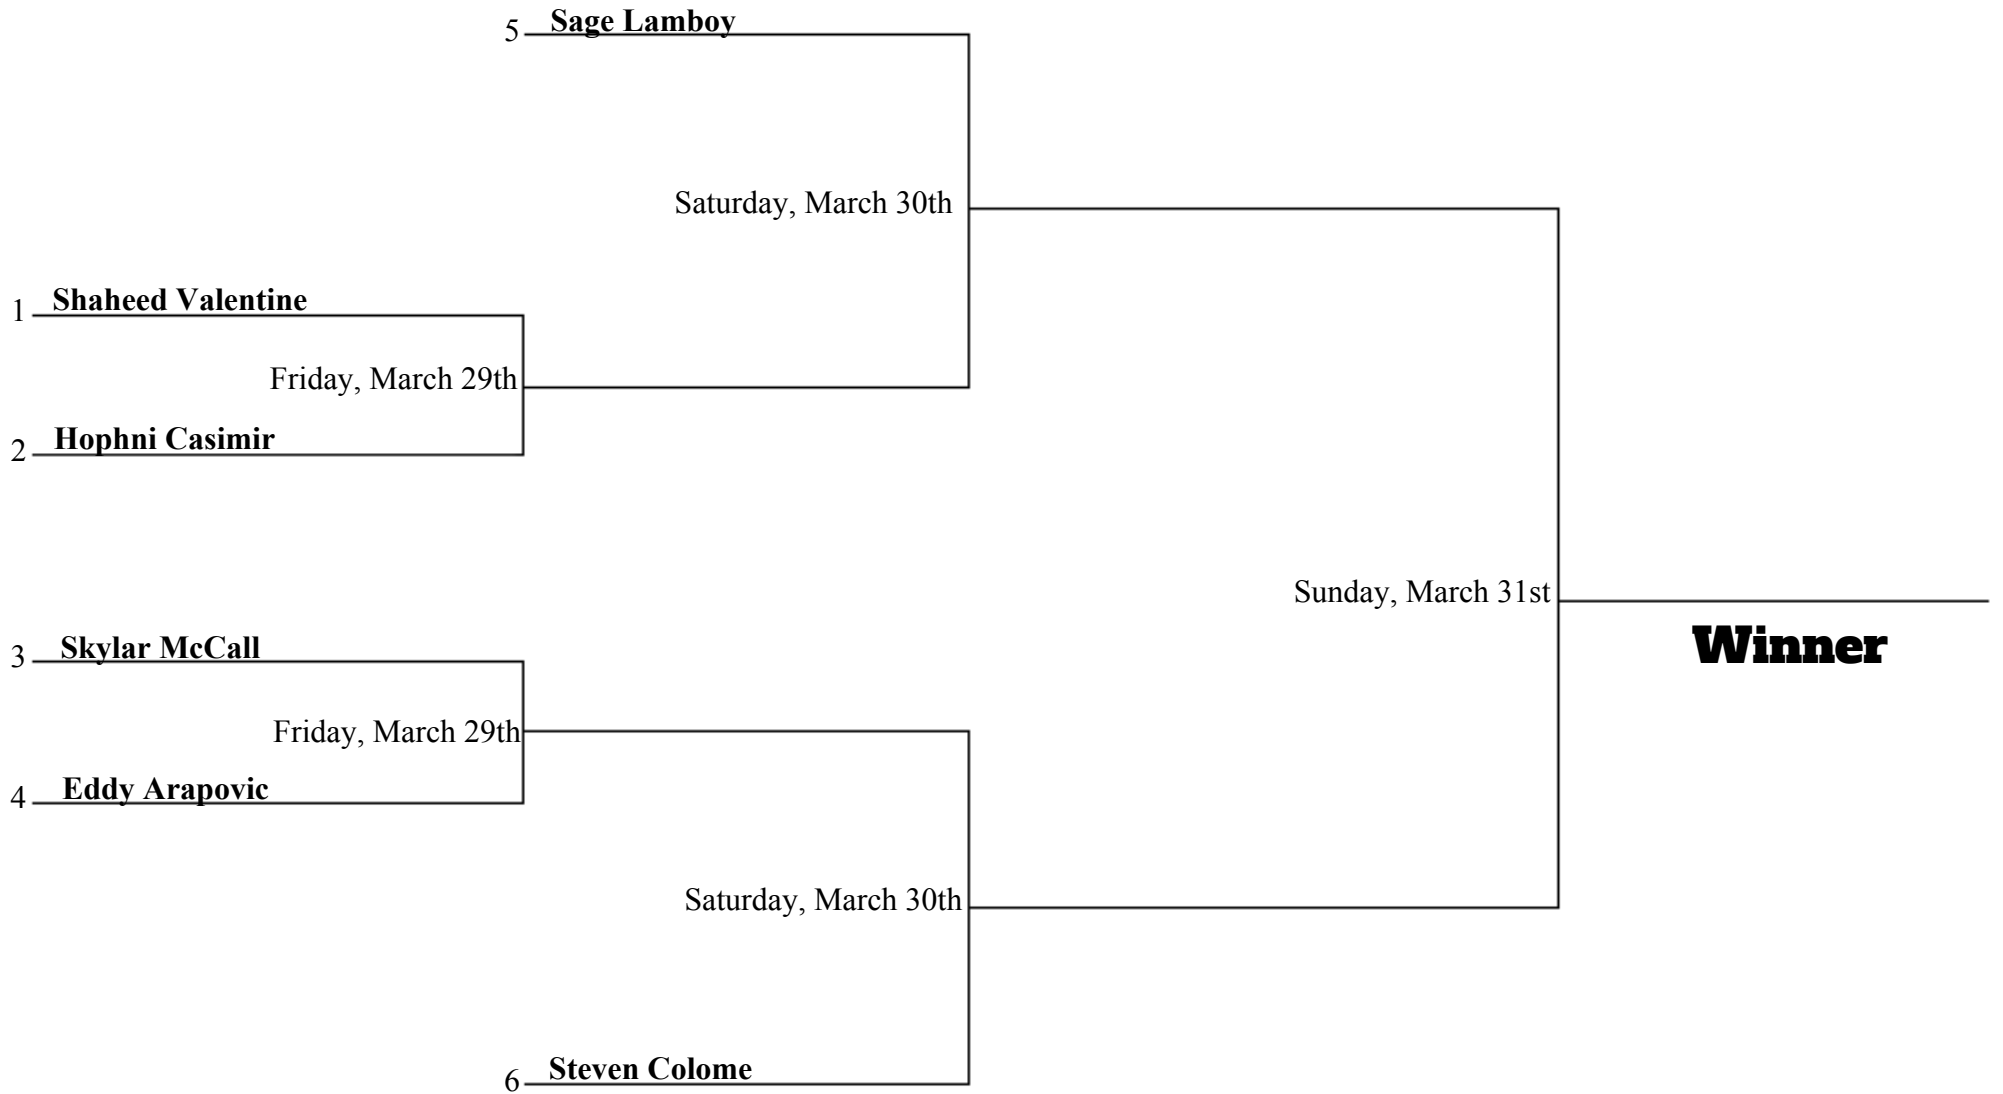 5 Sage Lamboy
Saturday, March 30th
1 Shaheed Valentine
Friday, March 29th
2 Hophni Casimir
Sunday, March 31st
Winner
3 Skylar McCall
Friday, March 29th
4 Eddy Arapovic
Saturday, March 30th
6 Steven Colome